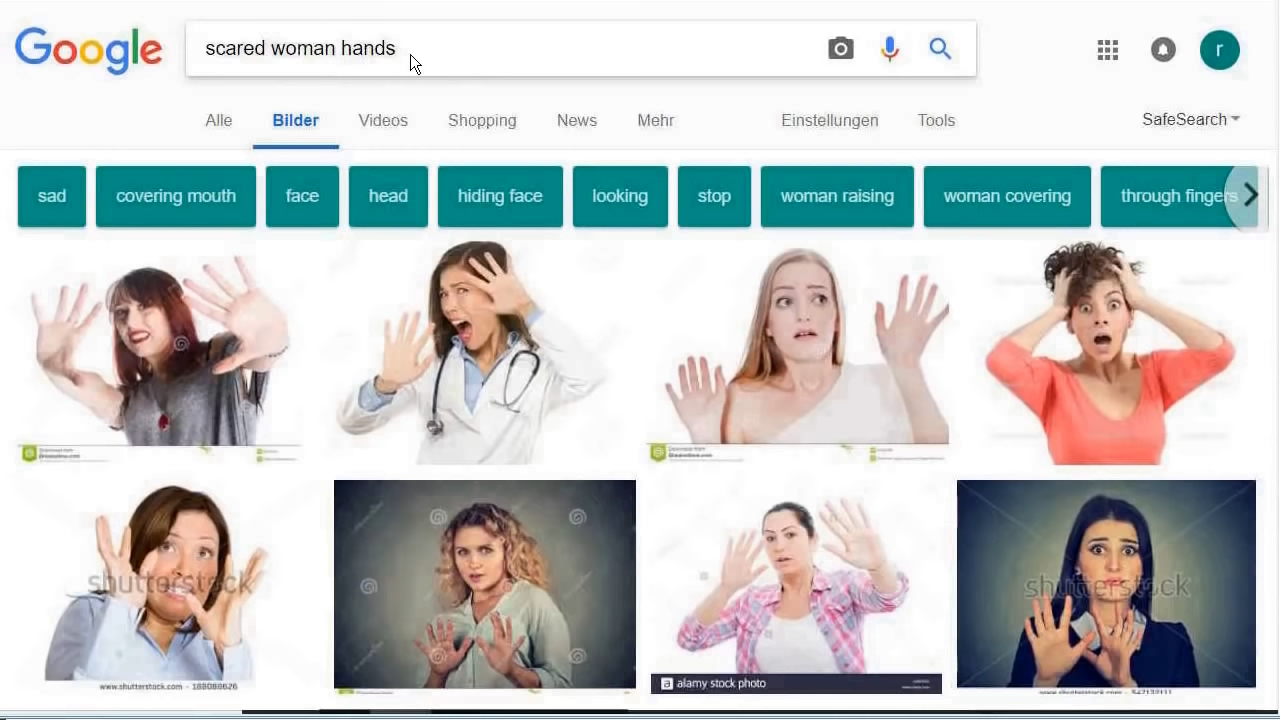 Google
scared woman hands
r
Alle Bilder Videos Shopping News Mehr Einstellungen Tools SafeSearch
sad covering mouth face head hiding face looking stop woman raising woman covering through fingers
shutterstock
shutterstock
www.shutterstock.com · 188088626
a alamy stock photo